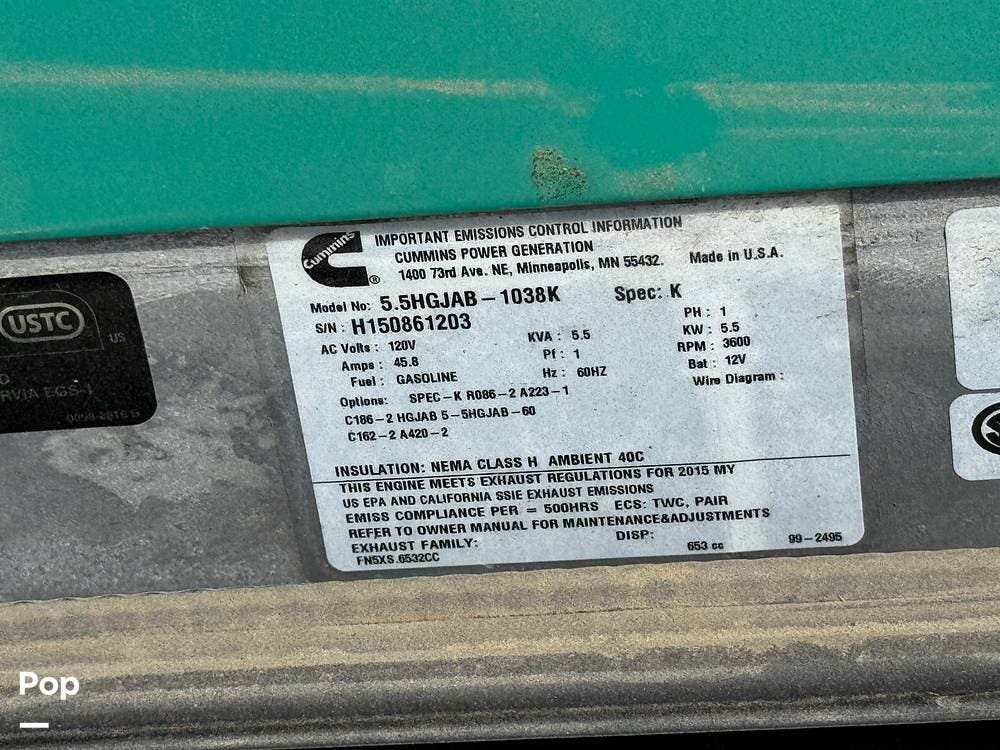 Cummins
®
IMPORTANT EMISSIONS CONTROL INFORMATION
CUMMINS POWER GENERATION
1400 73rd Ave. NE, Minneapolis, MN 55432. Made in U.S.A.
Model No: 5.5HGJAB-1038K Spec: K
S/N : H150861203 PH : 1
AC Volts : 120V KVA : 5.5 KW : 5.5
Amps : 45.8 Pf : 1 RPM : 3600
Fuel : GASOLINE Hz : 60HZ Bat : 12V
Options: SPEC-K R086-2 A223-1 Wire Diagram :
C186-2 HGJAB 5-5HGJAB-60
C162-2 A420-2
INSULATION: NEMA CLASS H AMBIENT 40C
THIS ENGINE MEETS EXHAUST REGULATIONS FOR 2015 MY
US EPA AND CALIFORNIA SSIE EXHAUST EMISSIONS
EMISS COMPLIANCE PER = 500HRS ECS: TWC, PAIR
REFER TO OWNER MANUAL FOR MAINTENANCE&ADJUSTMENTS
EXHAUST FAMILY: DISP:
FN5XS.6532CC 653 cc 99-2495
USTC
US
RVIA EGS-1
Pop